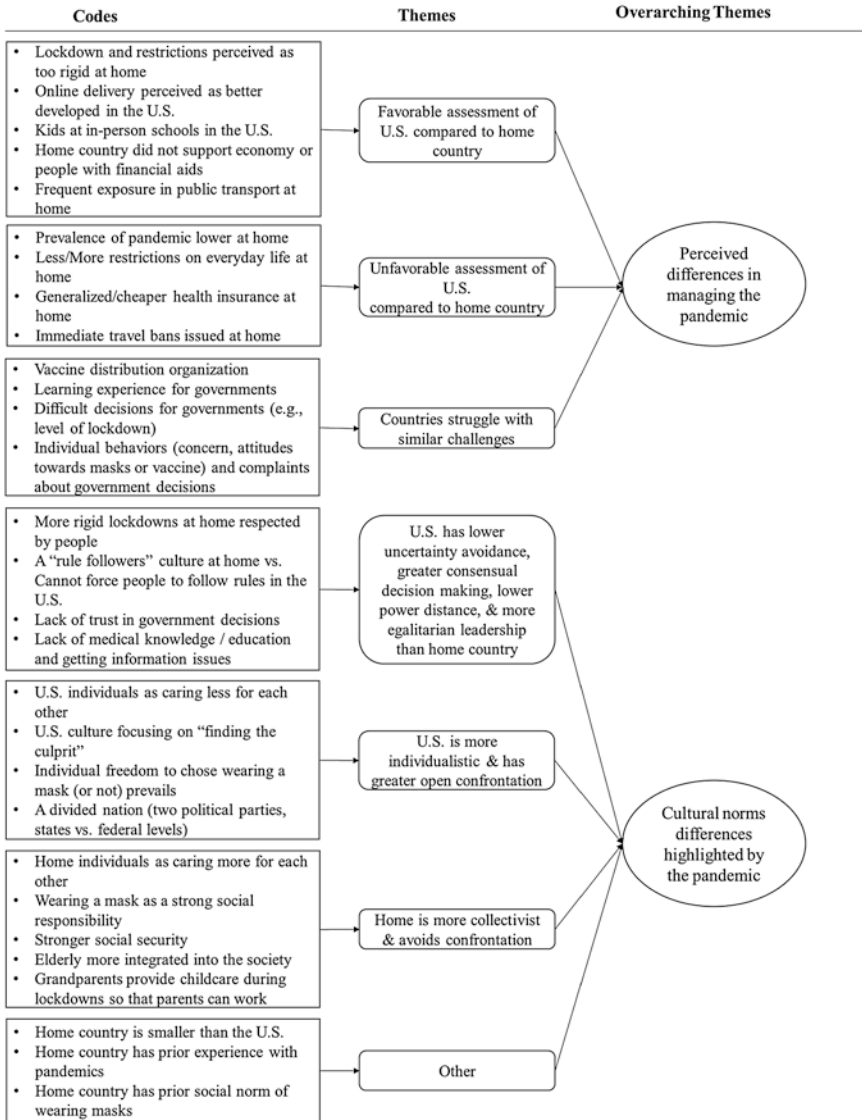 Codes
Themes
Overarching Themes
• Lockdown and restrictions perceived as
too rigid at home
• Online delivery perceived as better
developed in the U.S.
• Kids at in-person schools in the U.S.
• Home country did not support economy or
people with financial aids
• Frequent exposure in public transport at
home
Favorable assessment of
U.S. compared to home
country
• Prevalence of pandemic lower at home
• Less/More restrictions on everyday life at
home
• Generalized/cheaper health insurance at
home
• Immediate travel bans issued at home
Unfavorable assessment of
U.S.
compared to home country
Perceived
differences in
managing the
pandemic
• Vaccine distribution organization
• Learning experience for governments
• Difficult decisions for governments (e.g.,
level of lockdown)
• Individual behaviors (concern, attitudes
towards masks or vaccine) and complaints
about government decisions
Countries struggle with
similar challenges
• More rigid lockdowns at home respected
by people
• A “rule followers” culture at home vs.
Cannot force people to follow rules in the
U.S.
• Lack of trust in government decisions
• Lack of medical knowledge / education
and getting information issues
U.S. has lower
uncertainty avoidance,
greater consensual
decision making, lower
power distance, & more
egalitarian leadership
than home country
• U.S. individuals as caring less for each
other
• U.S. culture focusing on “finding the
culprit”
• Individual freedom to chose wearing a
mask (or not) prevails
• A divided nation (two political parties,
states vs. federal levels)
U.S. is more
individualistic & has
greater open confrontation
Cultural norms
differences
highlighted by
the pandemic
• Home individuals as caring more for each
other
• Wearing a mask as a strong social
responsibility
• Stronger social security
• Elderly more integrated into the society
• Grandparents provide childcare during
lockdowns so that parents can work
Home is more collectivist
& avoids confrontation
• Home country is smaller than the U.S.
• Home country has prior experience with
pandemics
• Home country has prior social norm of
wearing masks
Other